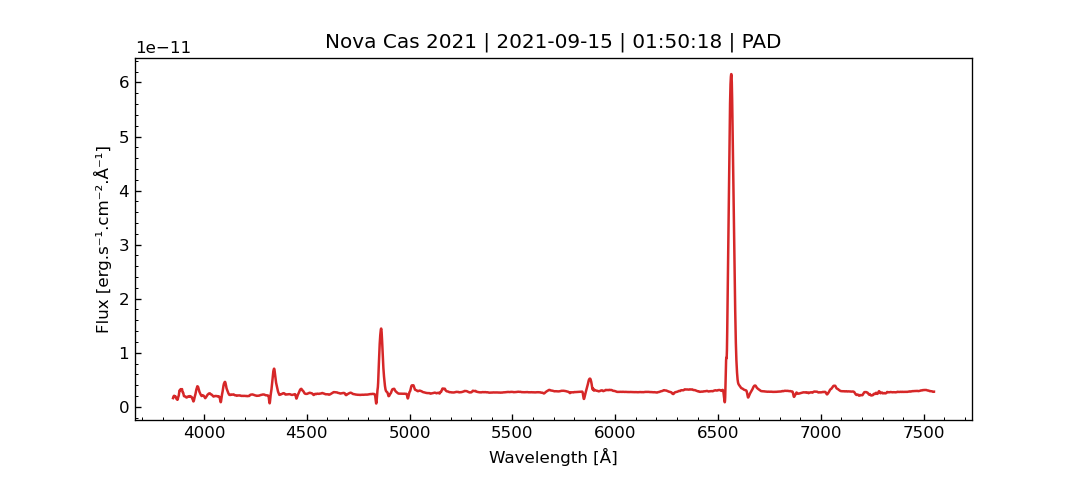 Nova Cas 2021 | 2021-09-15 | 01:50:18 | PAD
1e−11
6
5
4
3
2
1
0
Flux [erg.s⁻¹.cm⁻².Å⁻¹]
4000 4500 5000 5500 6000 6500 7000 7500
Wavelength [Å]